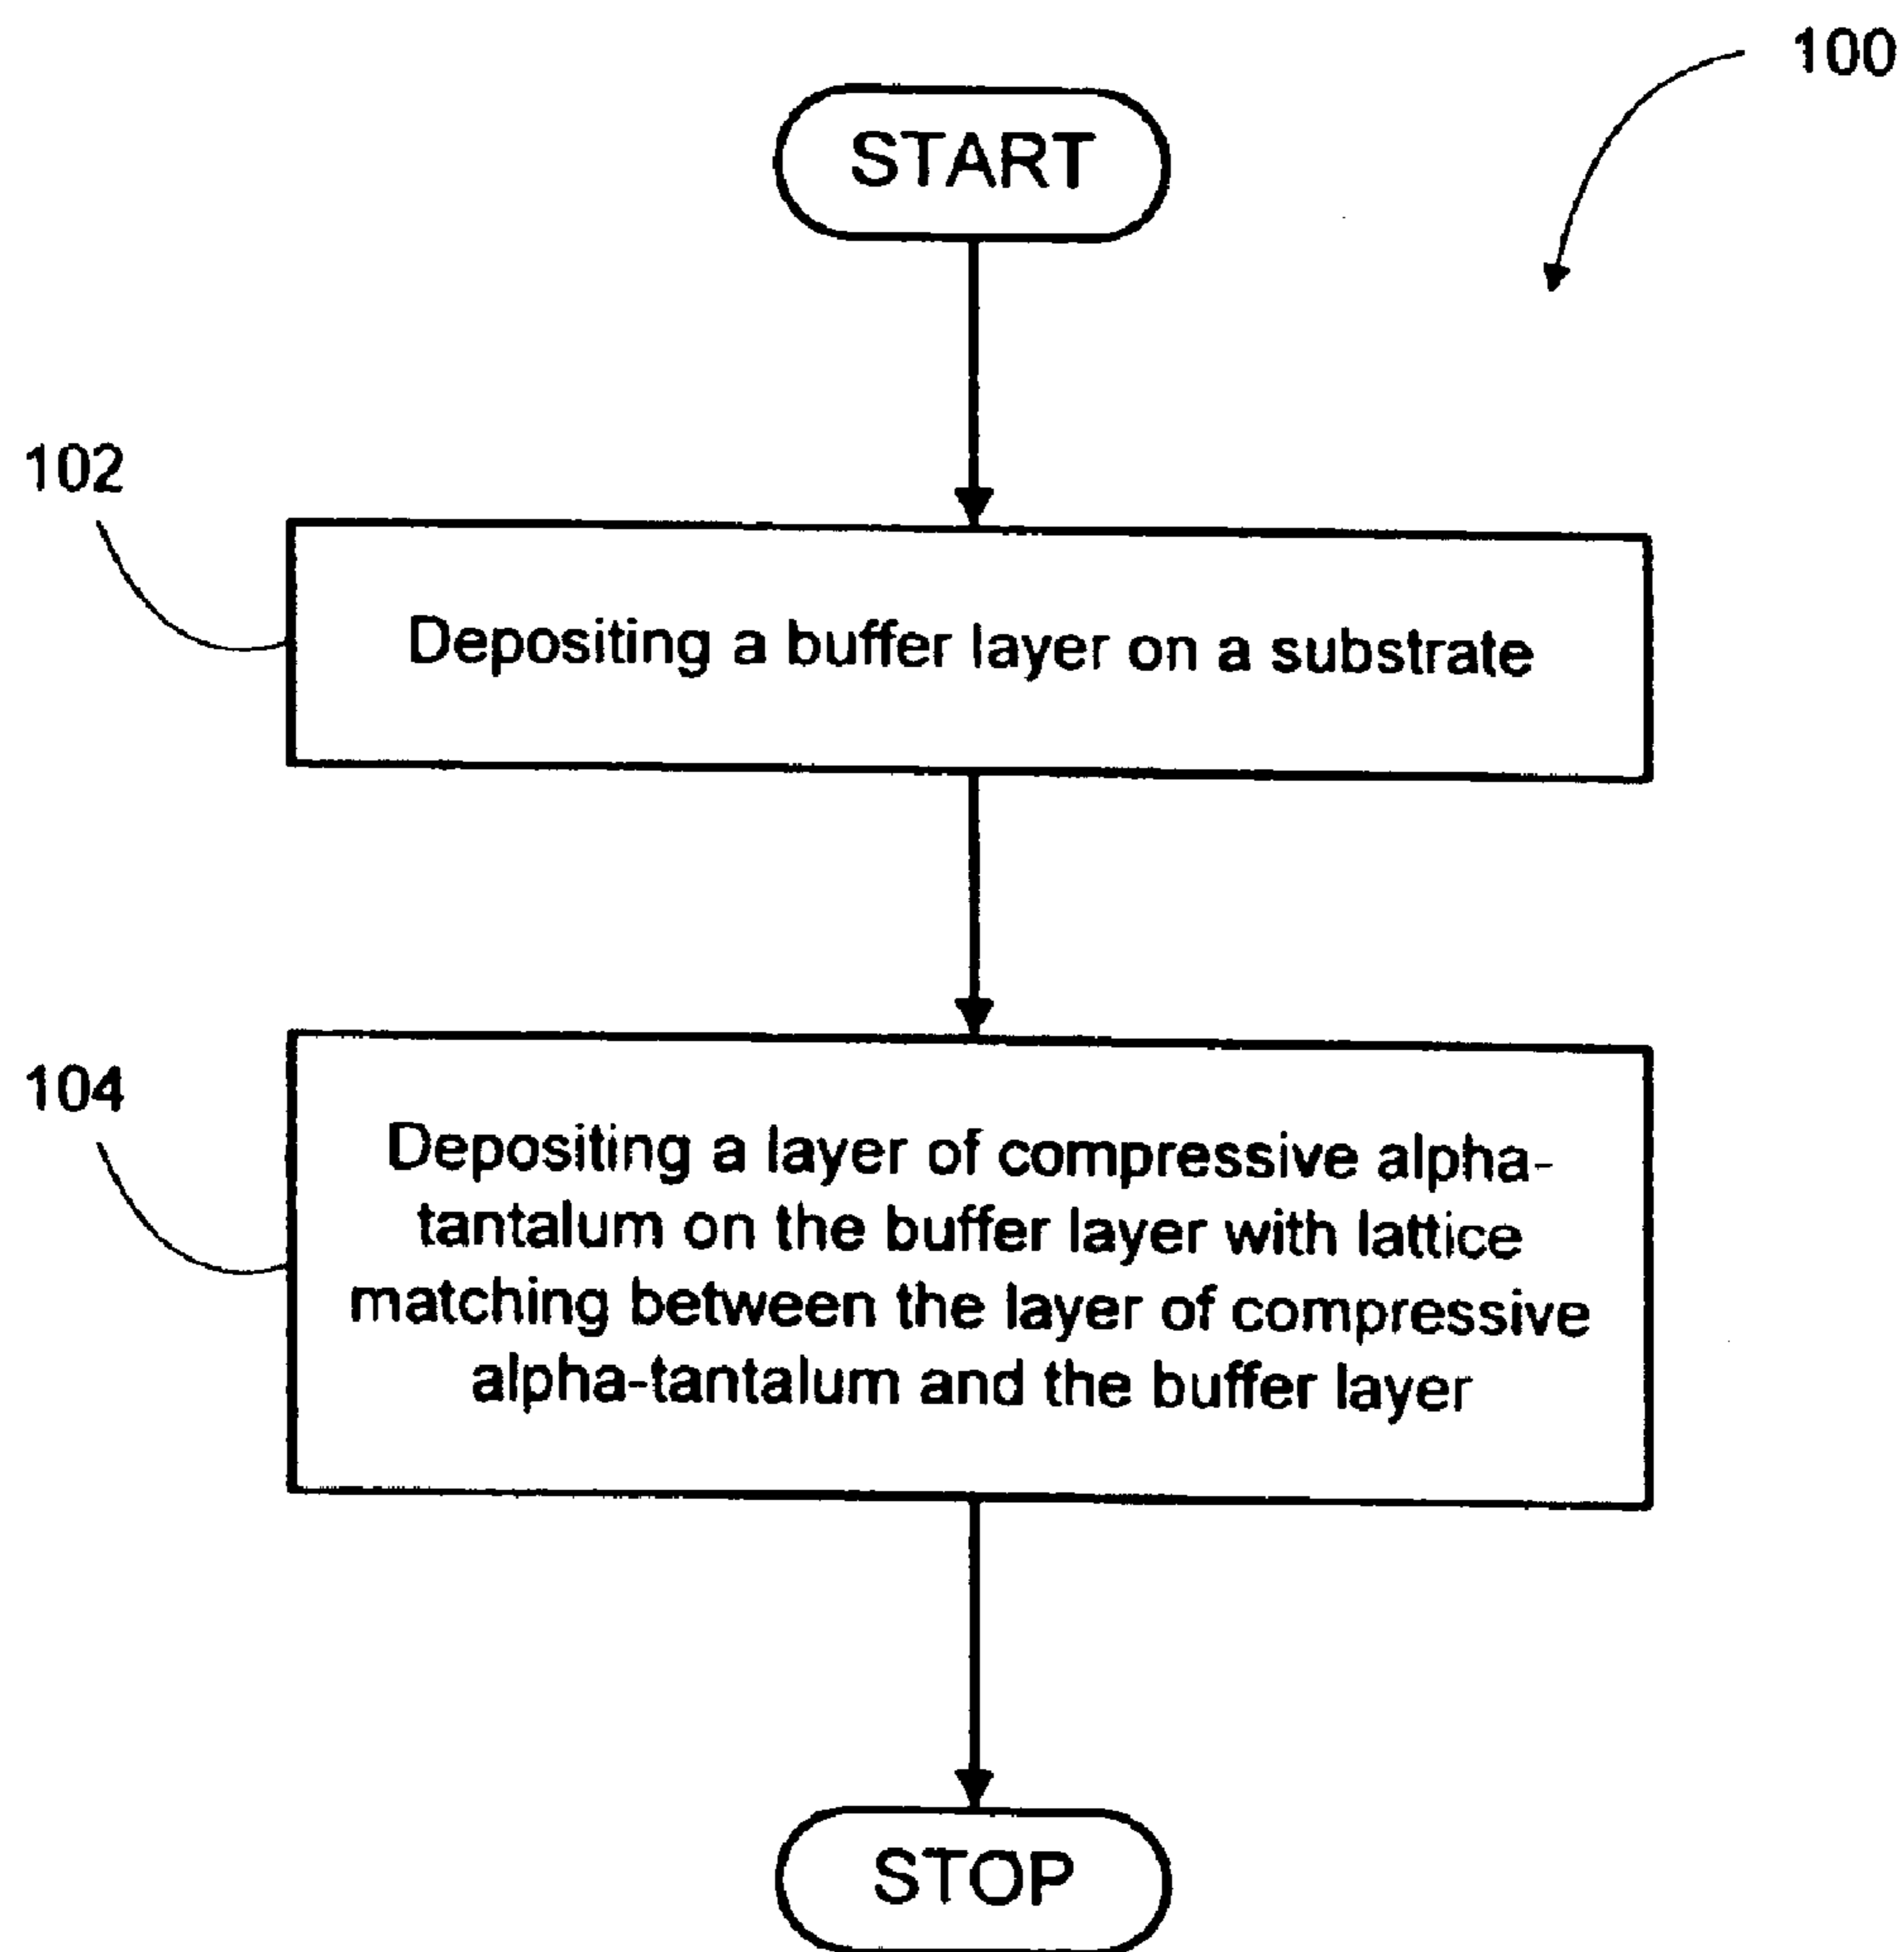 100
START
102
Depositing a buffer layer on a substrate
104
Depositing a layer of compressive alpha-
tantalum on the buffer layer with lattice
matching between the layer of compressive
alpha-tantalum and the buffer layer
STOP